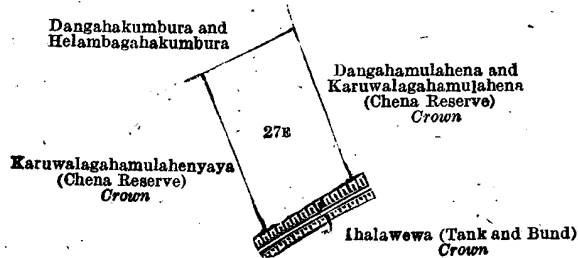 Dangahakumbura and
Helambagahakumbura
Dangahamulahena and
Karuwalagahamulahena
(Chena Reserve)
Crown
27E
Karuwalagahamulahenyaya
(Chena Reserve)
Crown
Ihalawewa (Tank and Bund)
Crown